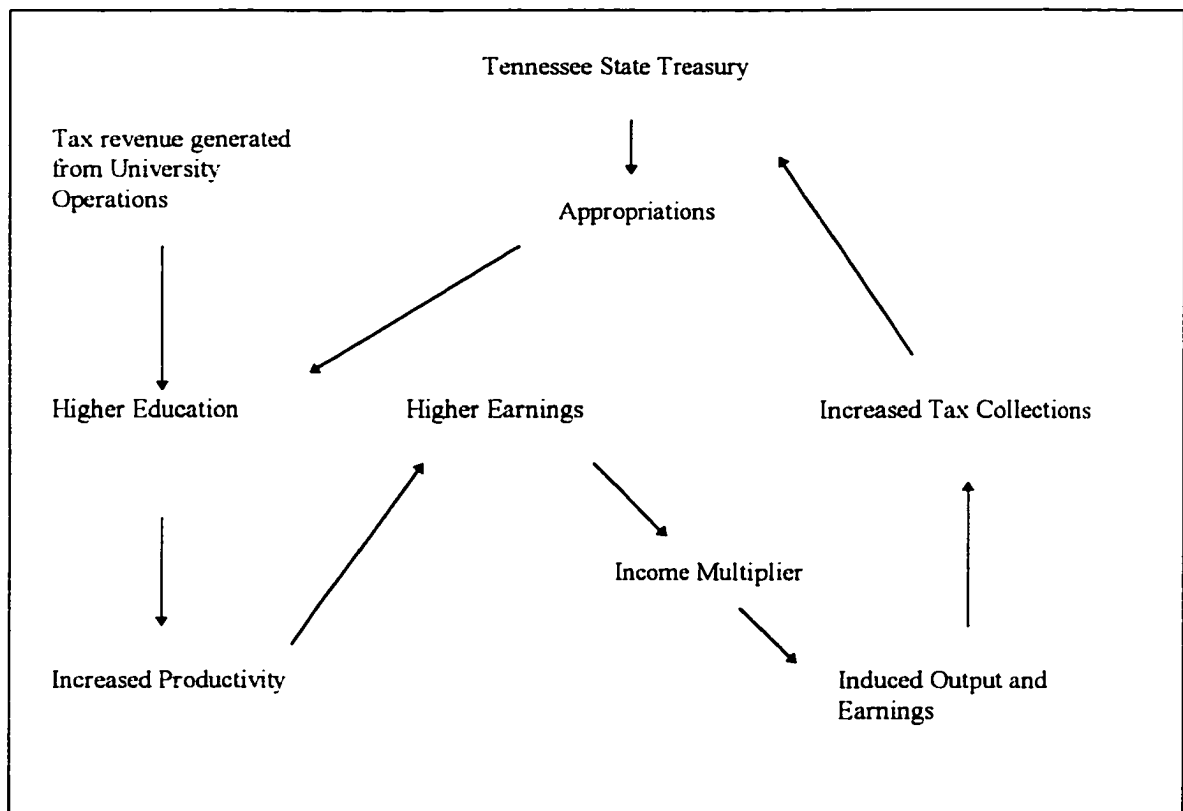 Tennessee State Treasury
Tax revenue generated
from University
Operations
Appropriations
Higher Education
Higher Earnings
Increased Tax Collections
Income Multiplier
Increased Productivity
Induced Output and
Earnings